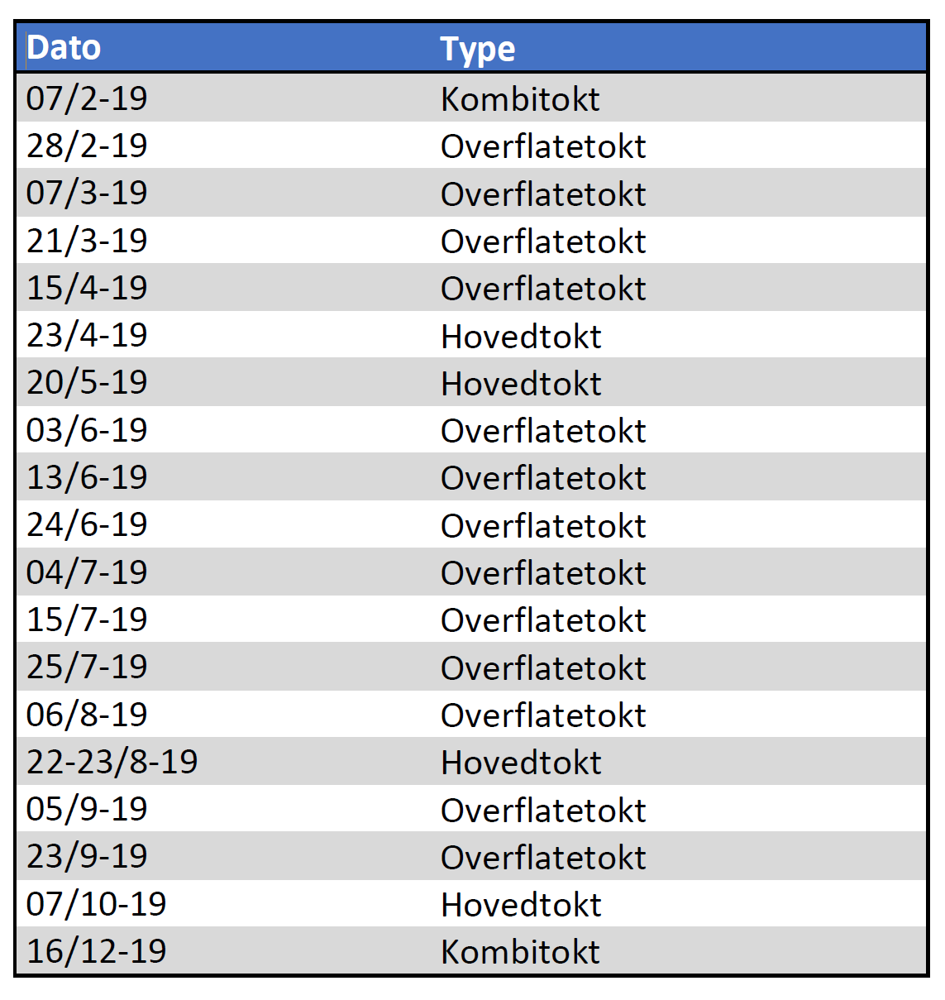 Dato Type
07/2-19 Kombitokt
28/2-19 Overflatetokt
07/3-19 Overflatetokt
21/3-19 Overflatetokt
15/4-19 Overflatetokt
23/4-19 Hovedtokt
20/5-19 Hovedtokt
03/6-19 Overflatetokt
13/6-19 Overflatetokt
24/6-19 Overflatetokt
04/7-19 Overflatetokt
15/7-19 Overflatetokt
25/7-19 Overflatetokt
06/8-19 Overflatetokt
22-23/8-19 Hovedtokt
05/9-19 Overflatetokt
23/9-19 Overflatetokt
07/10-19 Hovedtokt
16/12-19 Kombitokt